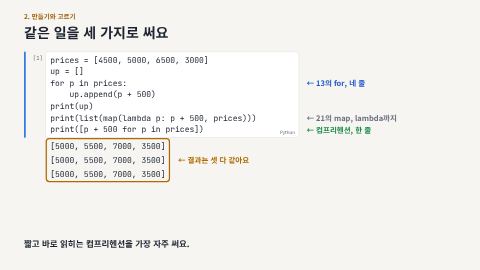 2. 만들기와 고르기
같은 일을 세 가지로 써요
[1]
prices = [4500, 5000, 6500, 3000]
up = []
for p in prices:
    up.append(p + 500)
print(up)
print(list(map(lambda p: p + 500, prices)))
print([p + 500 for p in prices])
Python
← 13의 for, 네 줄
← 21의 map, lambda까지
← 컴프리헨션, 한 줄
[5000, 5500, 7000, 3500]
[5000, 5500, 7000, 3500]
[5000, 5500, 7000, 3500]
← 결과는 셋 다 같아요
짧고 바로 읽히는 컴프리헨션을 가장 자주 써요.